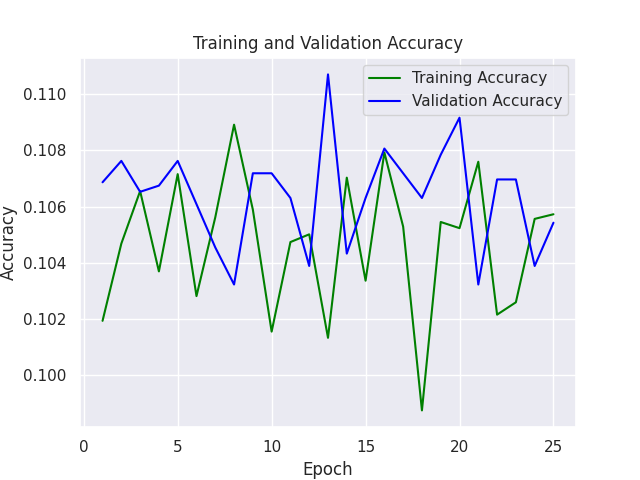 Training and Validation Accuracy
Training Accuracy
Validation Accuracy
0.110
0.108
0.106
0.104
0.102
0.100
Accuracy
0 5 10 15 20 25
Epoch